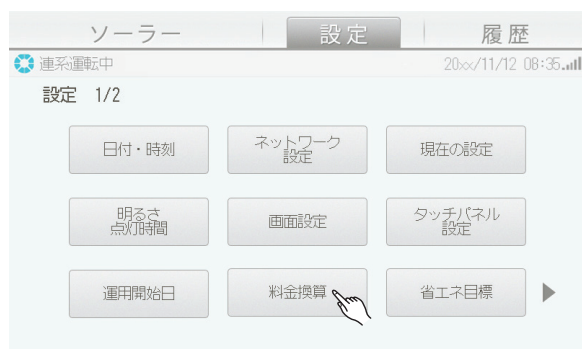 ソーラー 設定 履歴
連系運転中 20xx/11/12 08:35
設定 1/2
日付・時刻 ネットワーク設定 現在の設定
明るさ点灯時間 画面設定 タッチパネル設定
運用開始日 料金換算 省エネ目標